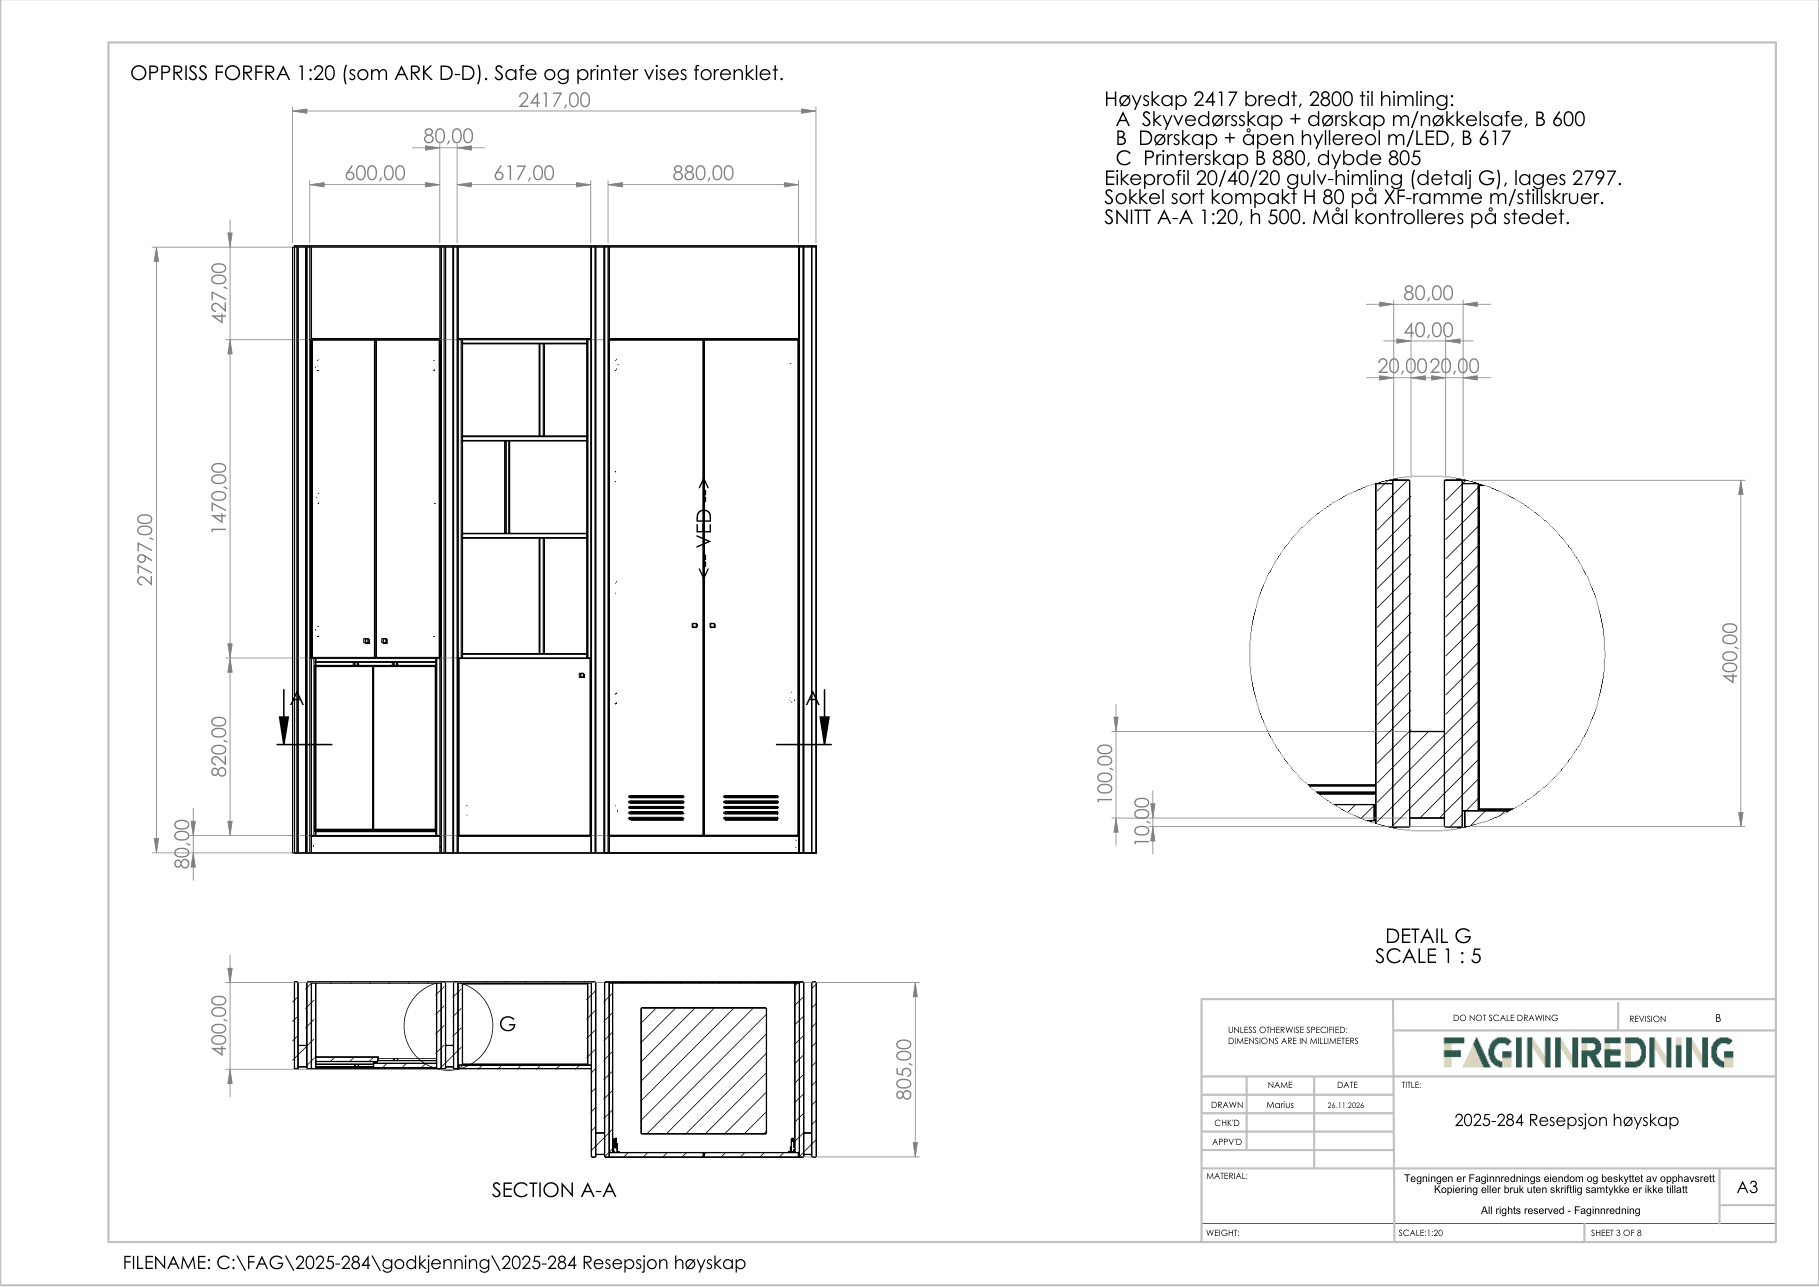 OPPRISS FORFRA 1:20 (som ARK D-D). Safe og printer vises forenklet.
2417,00
80,00
600,00
617,00
880,00
427,00
1470,00
2797,00
820,00
80,00
VED
A
A
Høyskap 2417 bredt, 2800 til himling:
A Skyvedørsskap + dørskap m/nøkkelsafe, B 600
B Dørskap + åpen hyllereol m/LED, B 617
C Printerskap B 880, dybde 805
Eikeprofil 20/40/20 gulv-himling (detalj G), lages 2797.
Sokkel sort kompakt H 80 på XF-ramme m/stillskruer.
SNITT A-A 1:20, h 500. Mål kontrolleres på stedet.
80,00
40,00
20,00
20,00
400,00
100,00
10,00
DETAIL G
SCALE 1 : 5
400,00
G
805,00
SECTION A-A
UNLESS OTHERWISE SPECIFIED:
DIMENSIONS ARE IN MILLIMETERS
DO NOT SCALE DRAWING
REVISION
B
FAGINNREDNING
NAME
DATE
DRAWN
Marius
26.11.2026
CHK'D
APPV'D
TITLE:
2025-284 Resepsjon høyskap
MATERIAL:
Tegningen er Faginnrednings eiendom og beskyttet av opphavsrett
Kopiering eller bruk uten skriftlig samtykke er ikke tillatt
All rights reserved - Faginnredning
A3
WEIGHT:
SCALE:1:20
SHEET 3 OF 8
FILENAME: C:\FAG\2025-284\godkjenning\2025-284 Resepsjon høyskap